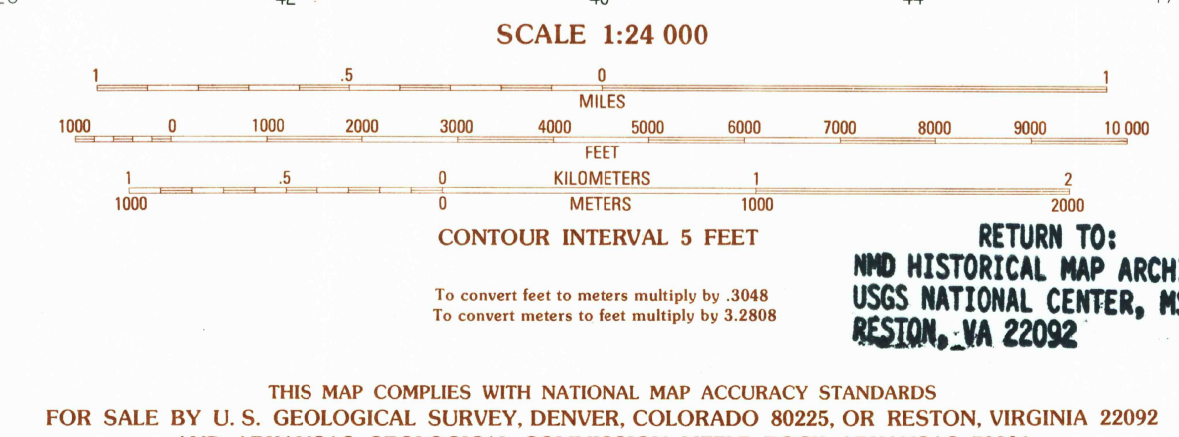 SCALE 1:24 000
1 .5 0 1
MILES
1000 0 1000 2000 3000 4000 5000 6000 7000 8000 9000 10 000
FEET
1 .5 0 KILOMETERS 1 2
1000 0 METERS 1000 2000
CONTOUR INTERVAL 5 FEET
RETURN TO:
NMD HISTORICAL MAP ARCHI
USGS NATIONAL CENTER, MS
RESTON, VA 22092
To convert feet to meters multiply by .3048
To convert meters to feet multiply by 3.2808
THIS MAP COMPLIES WITH NATIONAL MAP ACCURACY STANDARDS
FOR SALE BY U. S. GEOLOGICAL SURVEY, DENVER, COLORADO 80225, OR RESTON, VIRGINIA 22092